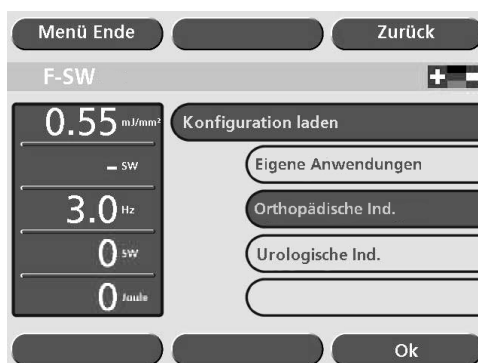 Menü Ende
Zurück
F-SW
0.55 mJ/mm²
Konfiguration laden
- SW
Eigene Anwendungen
3.0 Hz
Orthopädische Ind.
0 SW
Urologische Ind.
0 Joule
Ok